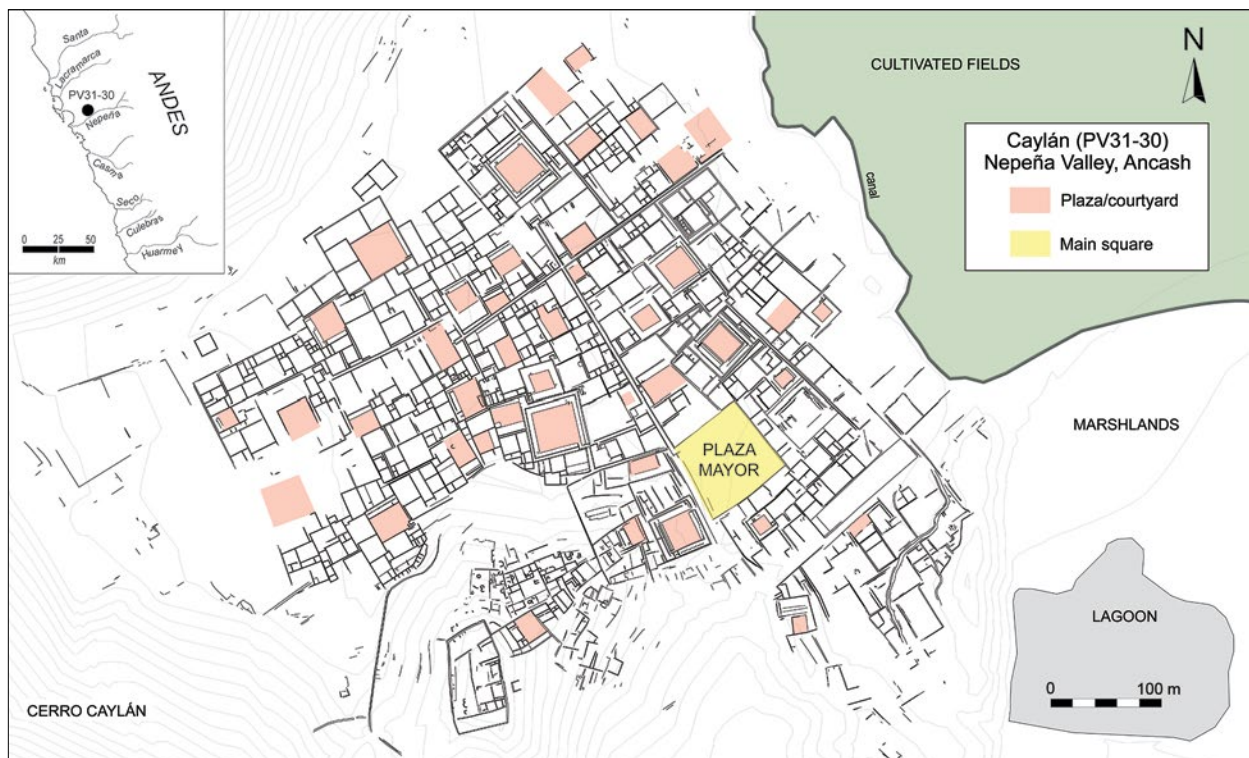 Santa
Lacramarca
PV31-30
Nepeña
ANDES
Casma
Seco
Culebras
Huarmey
0 25 50
km
CULTIVATED FIELDS
N
Caylán (PV31-30)
Nepeña Valley, Ancash
Plaza/courtyard
Main square
canal
PLAZA
MAYOR
MARSHLANDS
LAGOON
0 100 m
CERRO CAYLÁN